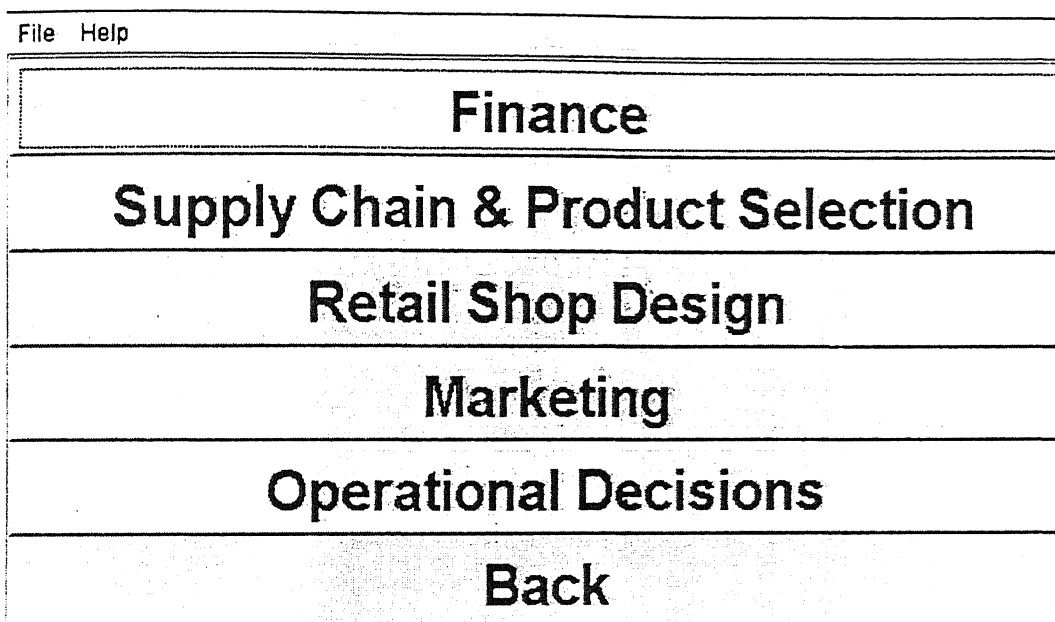 File Help
Finance
Supply Chain & Product Selection
Retail Shop Design
Marketing
Operational Decisions
Back